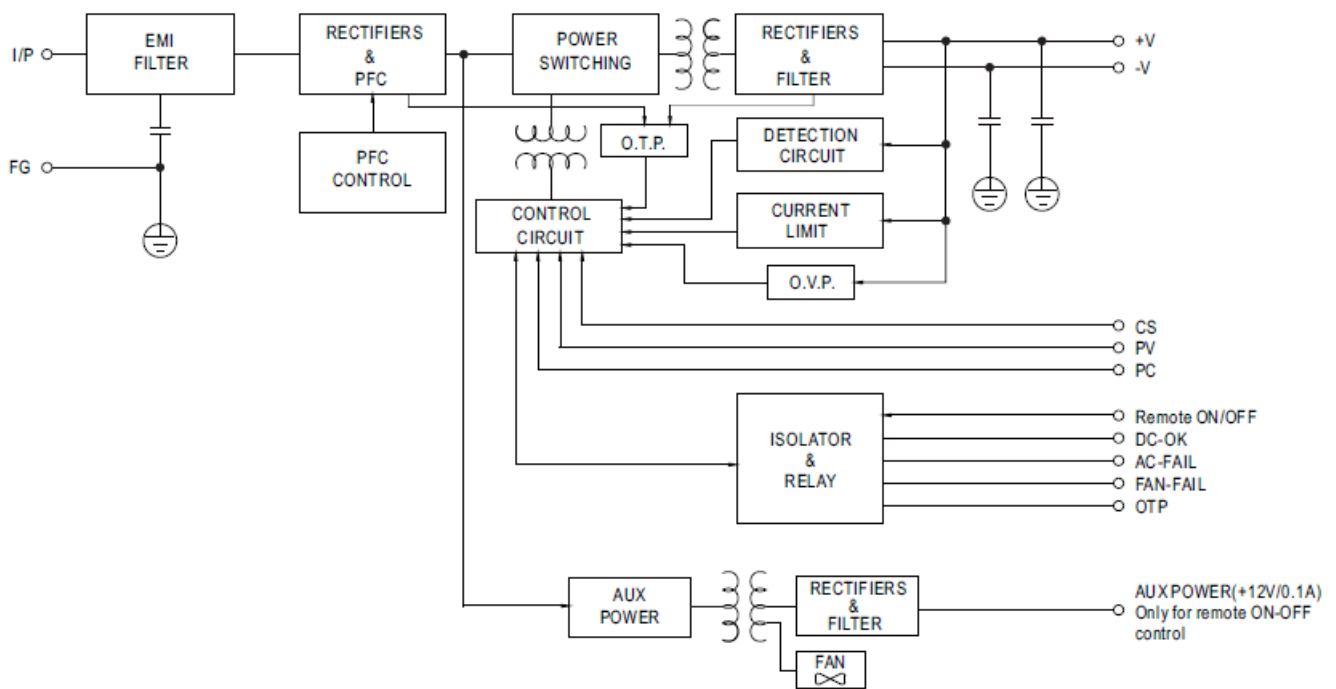 I/P
EMI
FILTER
RECTIFIERS
&
PFC
POWER
SWITCHING
RECTIFIERS
&
FILTER
+V
-V
FG
PFC
CONTROL
O.T.P.
DETECTION
CIRCUIT
CONTROL
CIRCUIT
CURRENT
LIMIT
O.V.P.
CS
PV
PC
ISOLATOR
&
RELAY
Remote ON/OFF
DC-OK
AC-FAIL
FAN-FAIL
OTP
AUX
POWER
RECTIFIERS
&
FILTER
AUX POWER(+12V/0.1A)
Only for remote ON-OFF
control
FAN